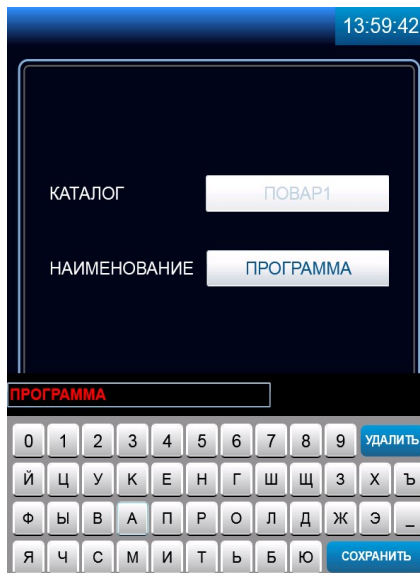 13:59:42
КАТАЛОГ ПОВАР1
НАИМЕНОВАНИЕ ПРОГРАММА
ПРОГРАММА
0 1 2 3 4 5 6 7 8 9 УДАЛИТЬ
Й Ц У К Е Н Г Ш Щ З Х Ъ
Ф Ы В А П Р О Л Д Ж Э _
Я Ч С М И Т Ь Б Ю СОХРАНИТЬ